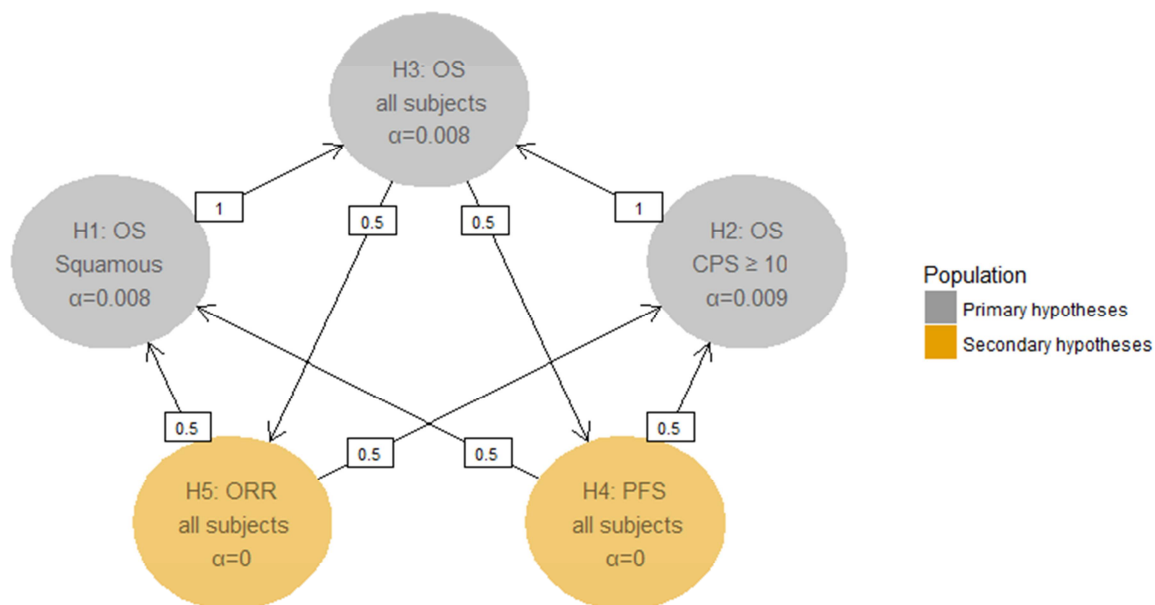 H3: OS
all subjects
α=0.008
1
0.5
0.5
1
H1: OS
Squamous
α=0.008
H2: OS
CPS ≥ 10
α=0.009
Population
Primary hypotheses
Secondary hypotheses
0.5
0.5
0.5
0.5
H5: ORR
all subjects
α=0
H4: PFS
all subjects
α=0